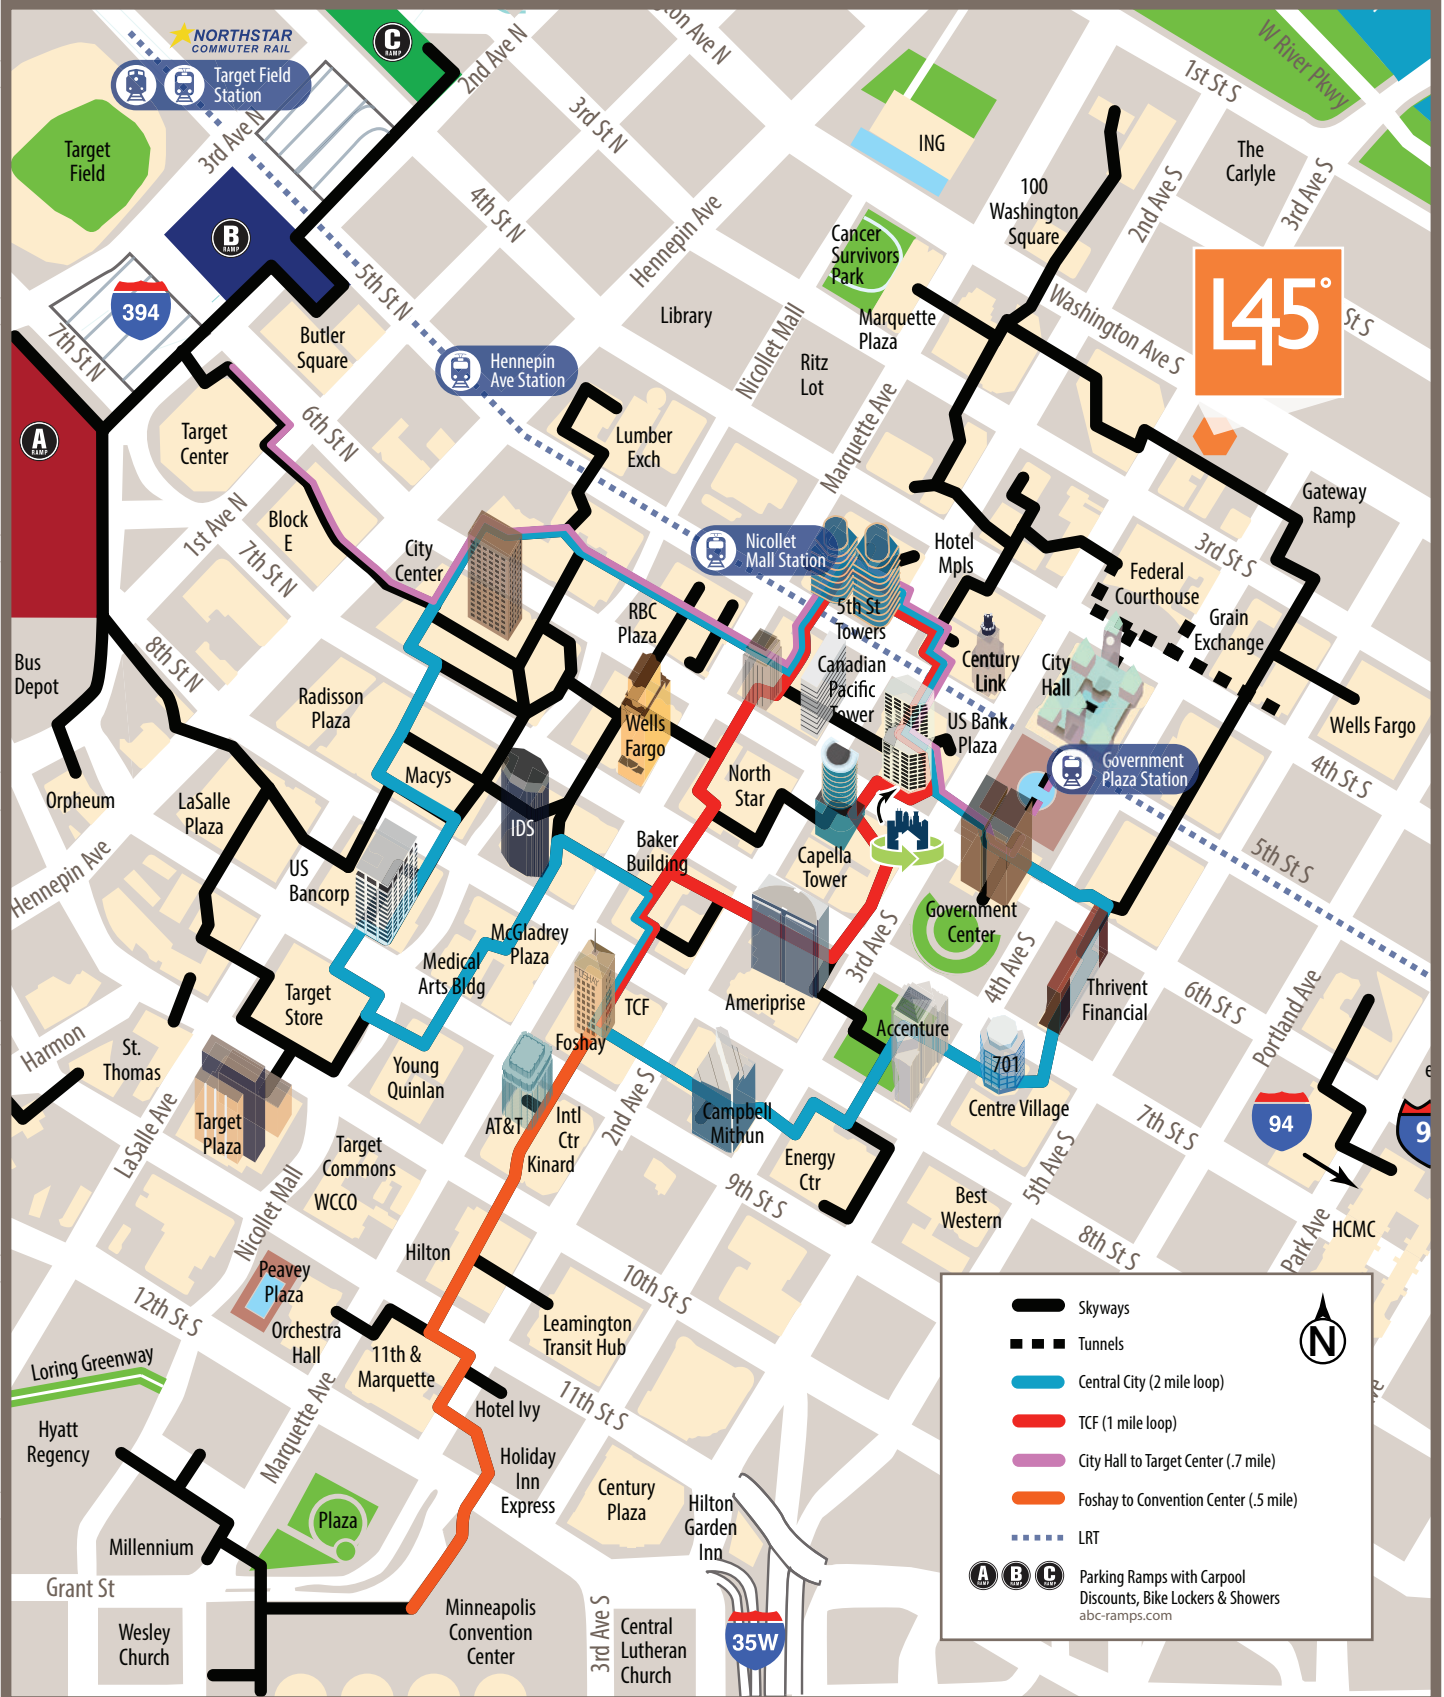 NORTHSTAR
COMMUTER RAIL
Target Field
Station
C
RAMP
2nd Ave N
3rd Ave N
Target
Field
B
RAMP
394
7th St N
Butler
Square
5th St N
4th St N
3rd St N
Hennepin Ave
Library
ING
Cancer
Survivors
Park
Marquette
Plaza
Nicollet Mall
Ritz
Lot
Marquette Ave
100
Washington
Square
1st St S
W River Pkwy
The
Carlyle
2nd Ave S
3rd Ave S
Washington Ave S
L45°
St S
Hennepin
Ave Station
A
RAMP
Target
Center
6th St N
1st Ave N
Block
E
7th St N
City
Center
Lumber
Exch
Nicollet
Mall Station
Hotel
Mpls
Gateway
Ramp
3rd St S
Federal
Courthouse
Grain
Exchange
5th St
Towers
RBC
Plaza
Canadian
Pacific
Tower
Century
Link
City
Hall
US Bank
Plaza
Wells Fargo
4th St S
Government
Plaza Station
5th St S
Bus
Depot
8th St N
Radisson
Plaza
Wells
Fargo
Macys
North
Star
Orpheum
LaSalle
Plaza
IDS
Baker
Building
Capella
Tower
Hennepin Ave
US
Bancorp
Government
Center
McGladrey
Plaza
Medical
Arts Bldg
3rd Ave S
4th Ave S
FOSHAY
TCF
Ameriprise
Accenture
Thrivent
Financial
6th St S
Portland Ave
Target
Store
Harmon
St.
Thomas
Foshay
Young
Quinlan
701
Centre Village
94
7th St S
Target
Plaza
LaSalle Ave
AT&T
Intl
Ctr
Kinard
2nd Ave S
Campbell
Mithun
Energy
Ctr
5th Ave S
Target
Commons
WCCO
9th St S
Best
Western
8th St S
Park Ave
HCMC
Nicollet Mall
Hilton
Peavey
Plaza
12th St S
Orchestra
Hall
10th St S
Leamington
Transit Hub
11th &
Marquette
Loring Greenway
Hotel Ivy
11th St S
Marquette Ave
Hyatt
Regency
Holiday
Inn
Express
Century
Plaza
Hilton
Garden
Inn
Plaza
Millennium
Grant St
Wesley
Church
Minneapolis
Convention
Center
3rd Ave S
Central
Lutheran
Church
35W
Skyways
Tunnels
Central City (2 mile loop)
TCF (1 mile loop)
City Hall to Target Center (.7 mile)
Foshay to Convention Center (.5 mile)
LRT
N
A
RAMP
B
RAMP
C
RAMP
Parking Ramps with Carpool
Discounts, Bike Lockers & Showers
abc-ramps.com